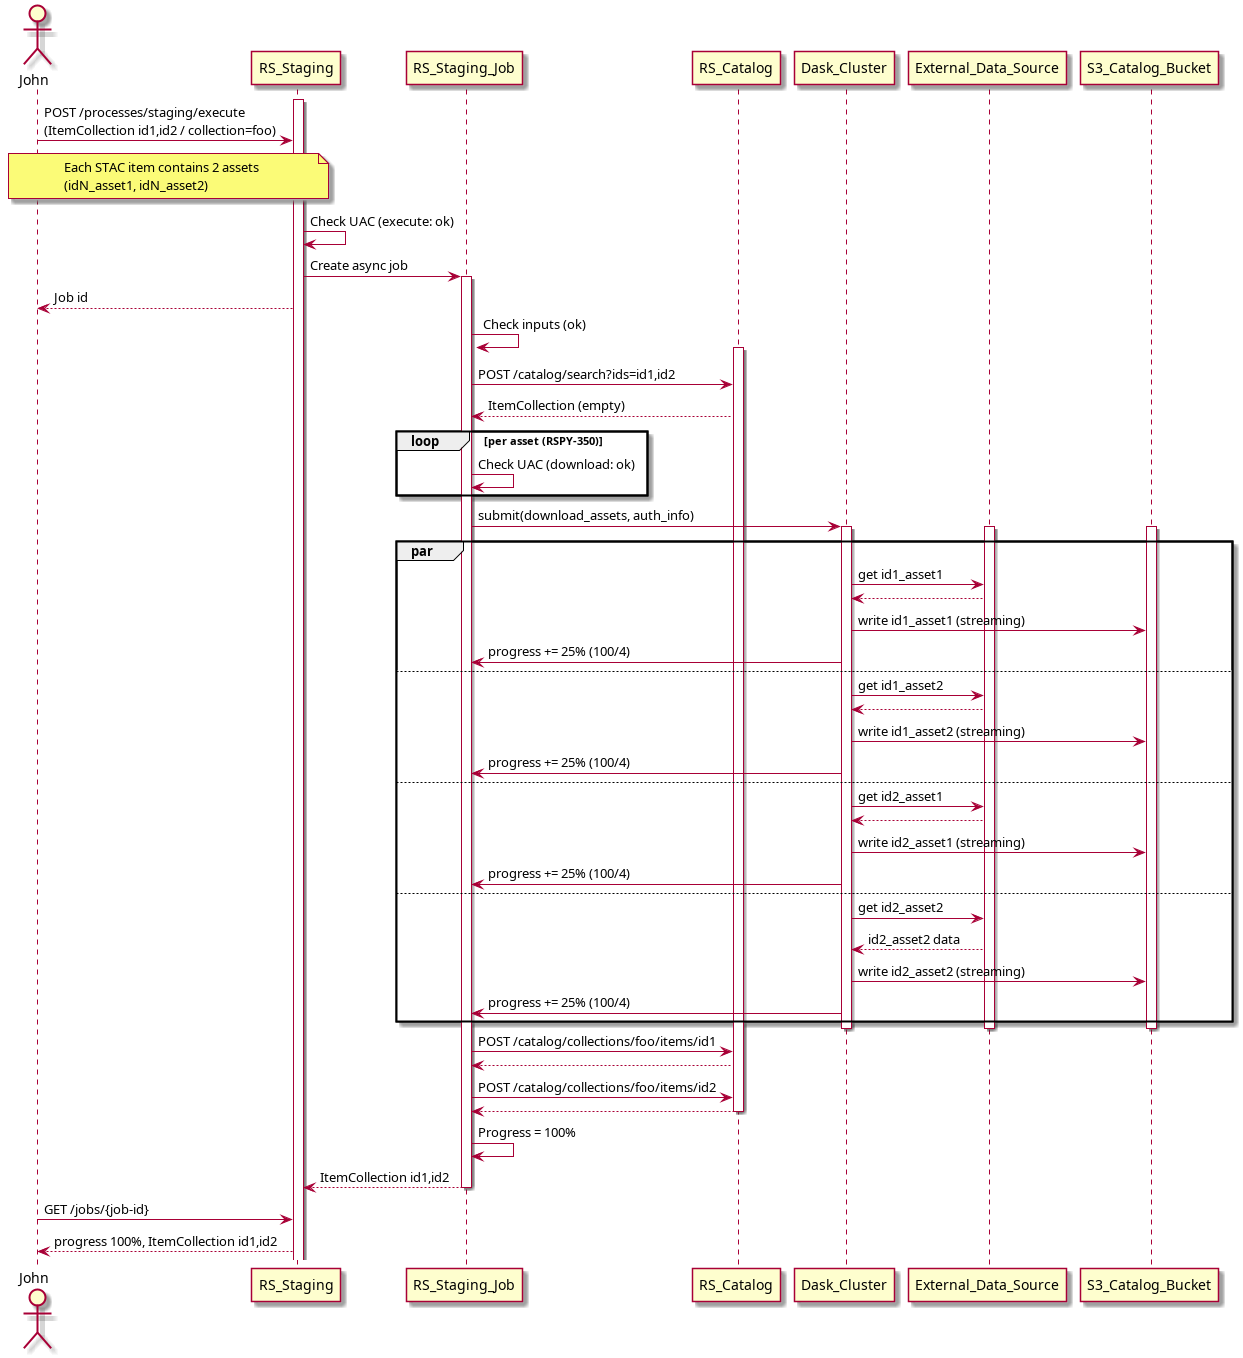 John
RS_Staging
RS_Staging_Job
RS_Catalog
Dask_Cluster
External_Data_Source
S3_Catalog_Bucket
POST /processes/staging/execute
(ItemCollection id1,id2 / collection=foo)
Each STAC item contains 2 assets
(idN_asset1, idN_asset2)
Check UAC (execute: ok)
Create async job
Job id
Check inputs (ok)
POST /catalog/search?ids=id1,id2
ItemCollection (empty)
loop
[per asset (RSPY-350)]
Check UAC (download: ok)
submit(download_assets, auth_info)
par
get id1_asset1
write id1_asset1 (streaming)
progress += 25% (100/4)
get id1_asset2
write id1_asset2 (streaming)
progress += 25% (100/4)
get id2_asset1
write id2_asset1 (streaming)
progress += 25% (100/4)
get id2_asset2
id2_asset2 data
write id2_asset2 (streaming)
progress += 25% (100/4)
POST /catalog/collections/foo/items/id1
POST /catalog/collections/foo/items/id2
Progress = 100%
ItemCollection id1,id2
GET /jobs/{job-id}
progress 100%, ItemCollection id1,id2
John
RS_Staging
RS_Staging_Job
RS_Catalog
Dask_Cluster
External_Data_Source
S3_Catalog_Bucket